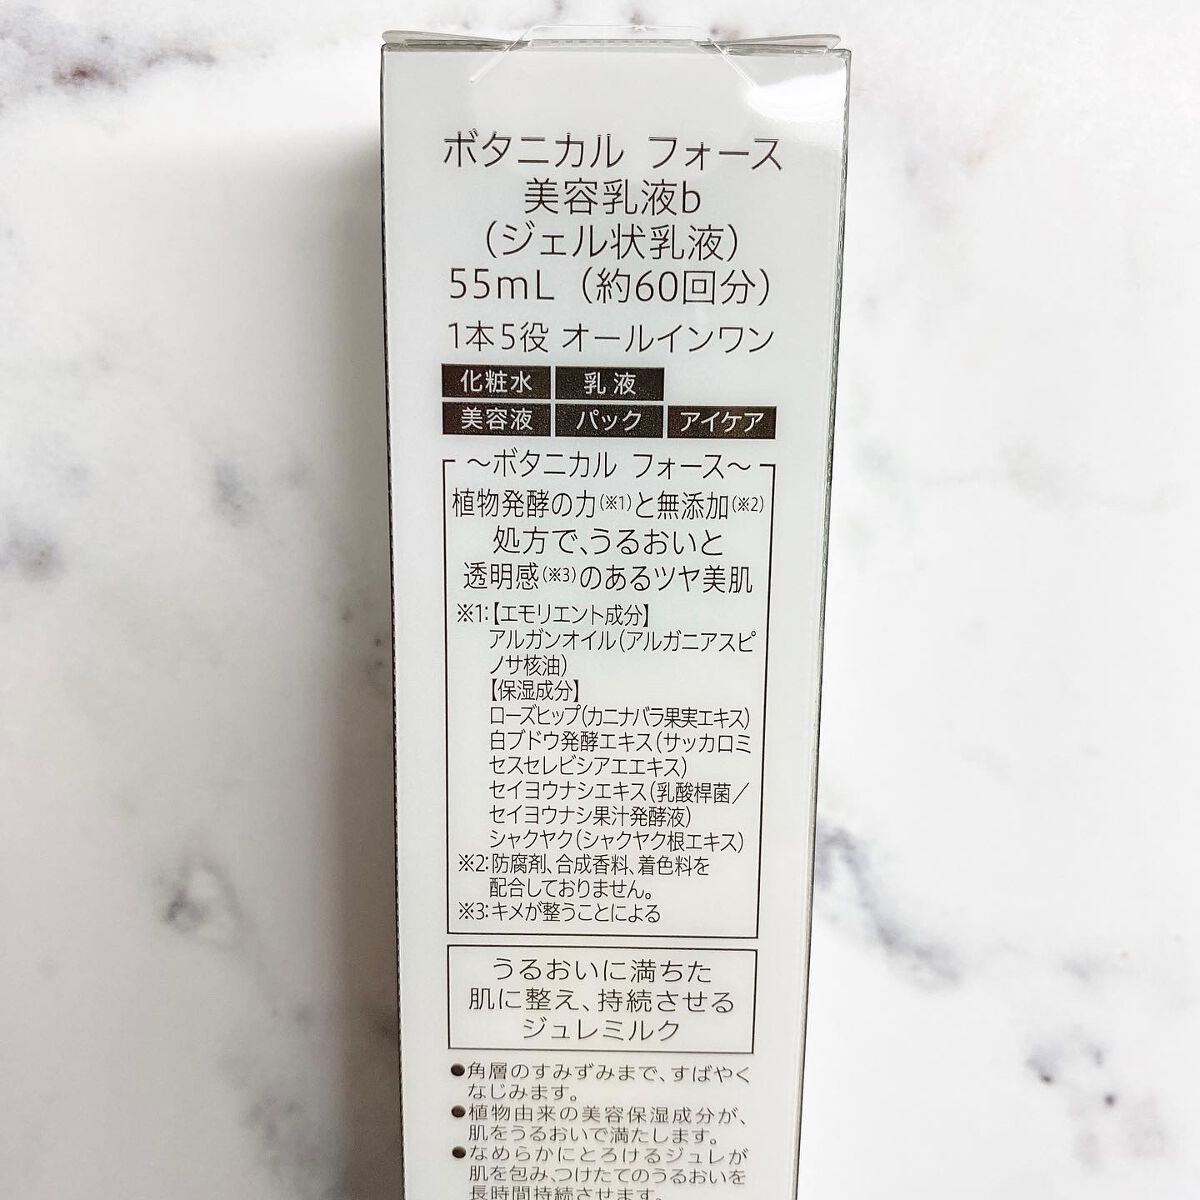 ボタニカル フォース
美容乳液b
（ジェル状乳液）
55mL（約60回分）
1本5役 オールインワン
化粧水 乳液
美容液 パック アイケア
～ボタニカル フォース～
植物発酵の力(※1)と無添加(※2)
処方で、うるおいと
透明感(※3)のあるツヤ美肌
※1:【エモリエント成分】
アルガンオイル(アルガニアスピ
ノサ核油)
【保湿成分】
ローズヒップ(カニナバラ果実エキス)
白ブドウ発酵エキス(サッカロミ
セスセレビシアエエキス)
セイヨウナシエキス(乳酸桿菌／
セイヨウナシ果汁発酵液)
シャクヤク(シャクヤク根エキス)
※2:防腐剤、合成香料、着色料を
配合しておりません。
※3:キメが整うことによる
うるおいに満ちた
肌に整え、持続させる
ジュレミルク
●角層のすみずみまで、すばやく
なじみます。
●植物由来の美容保湿成分が、
肌をうるおいで満たします。
●なめらかにとろけるジュレが
肌を包み、つけたてのうるおいを
長時間持続させます。